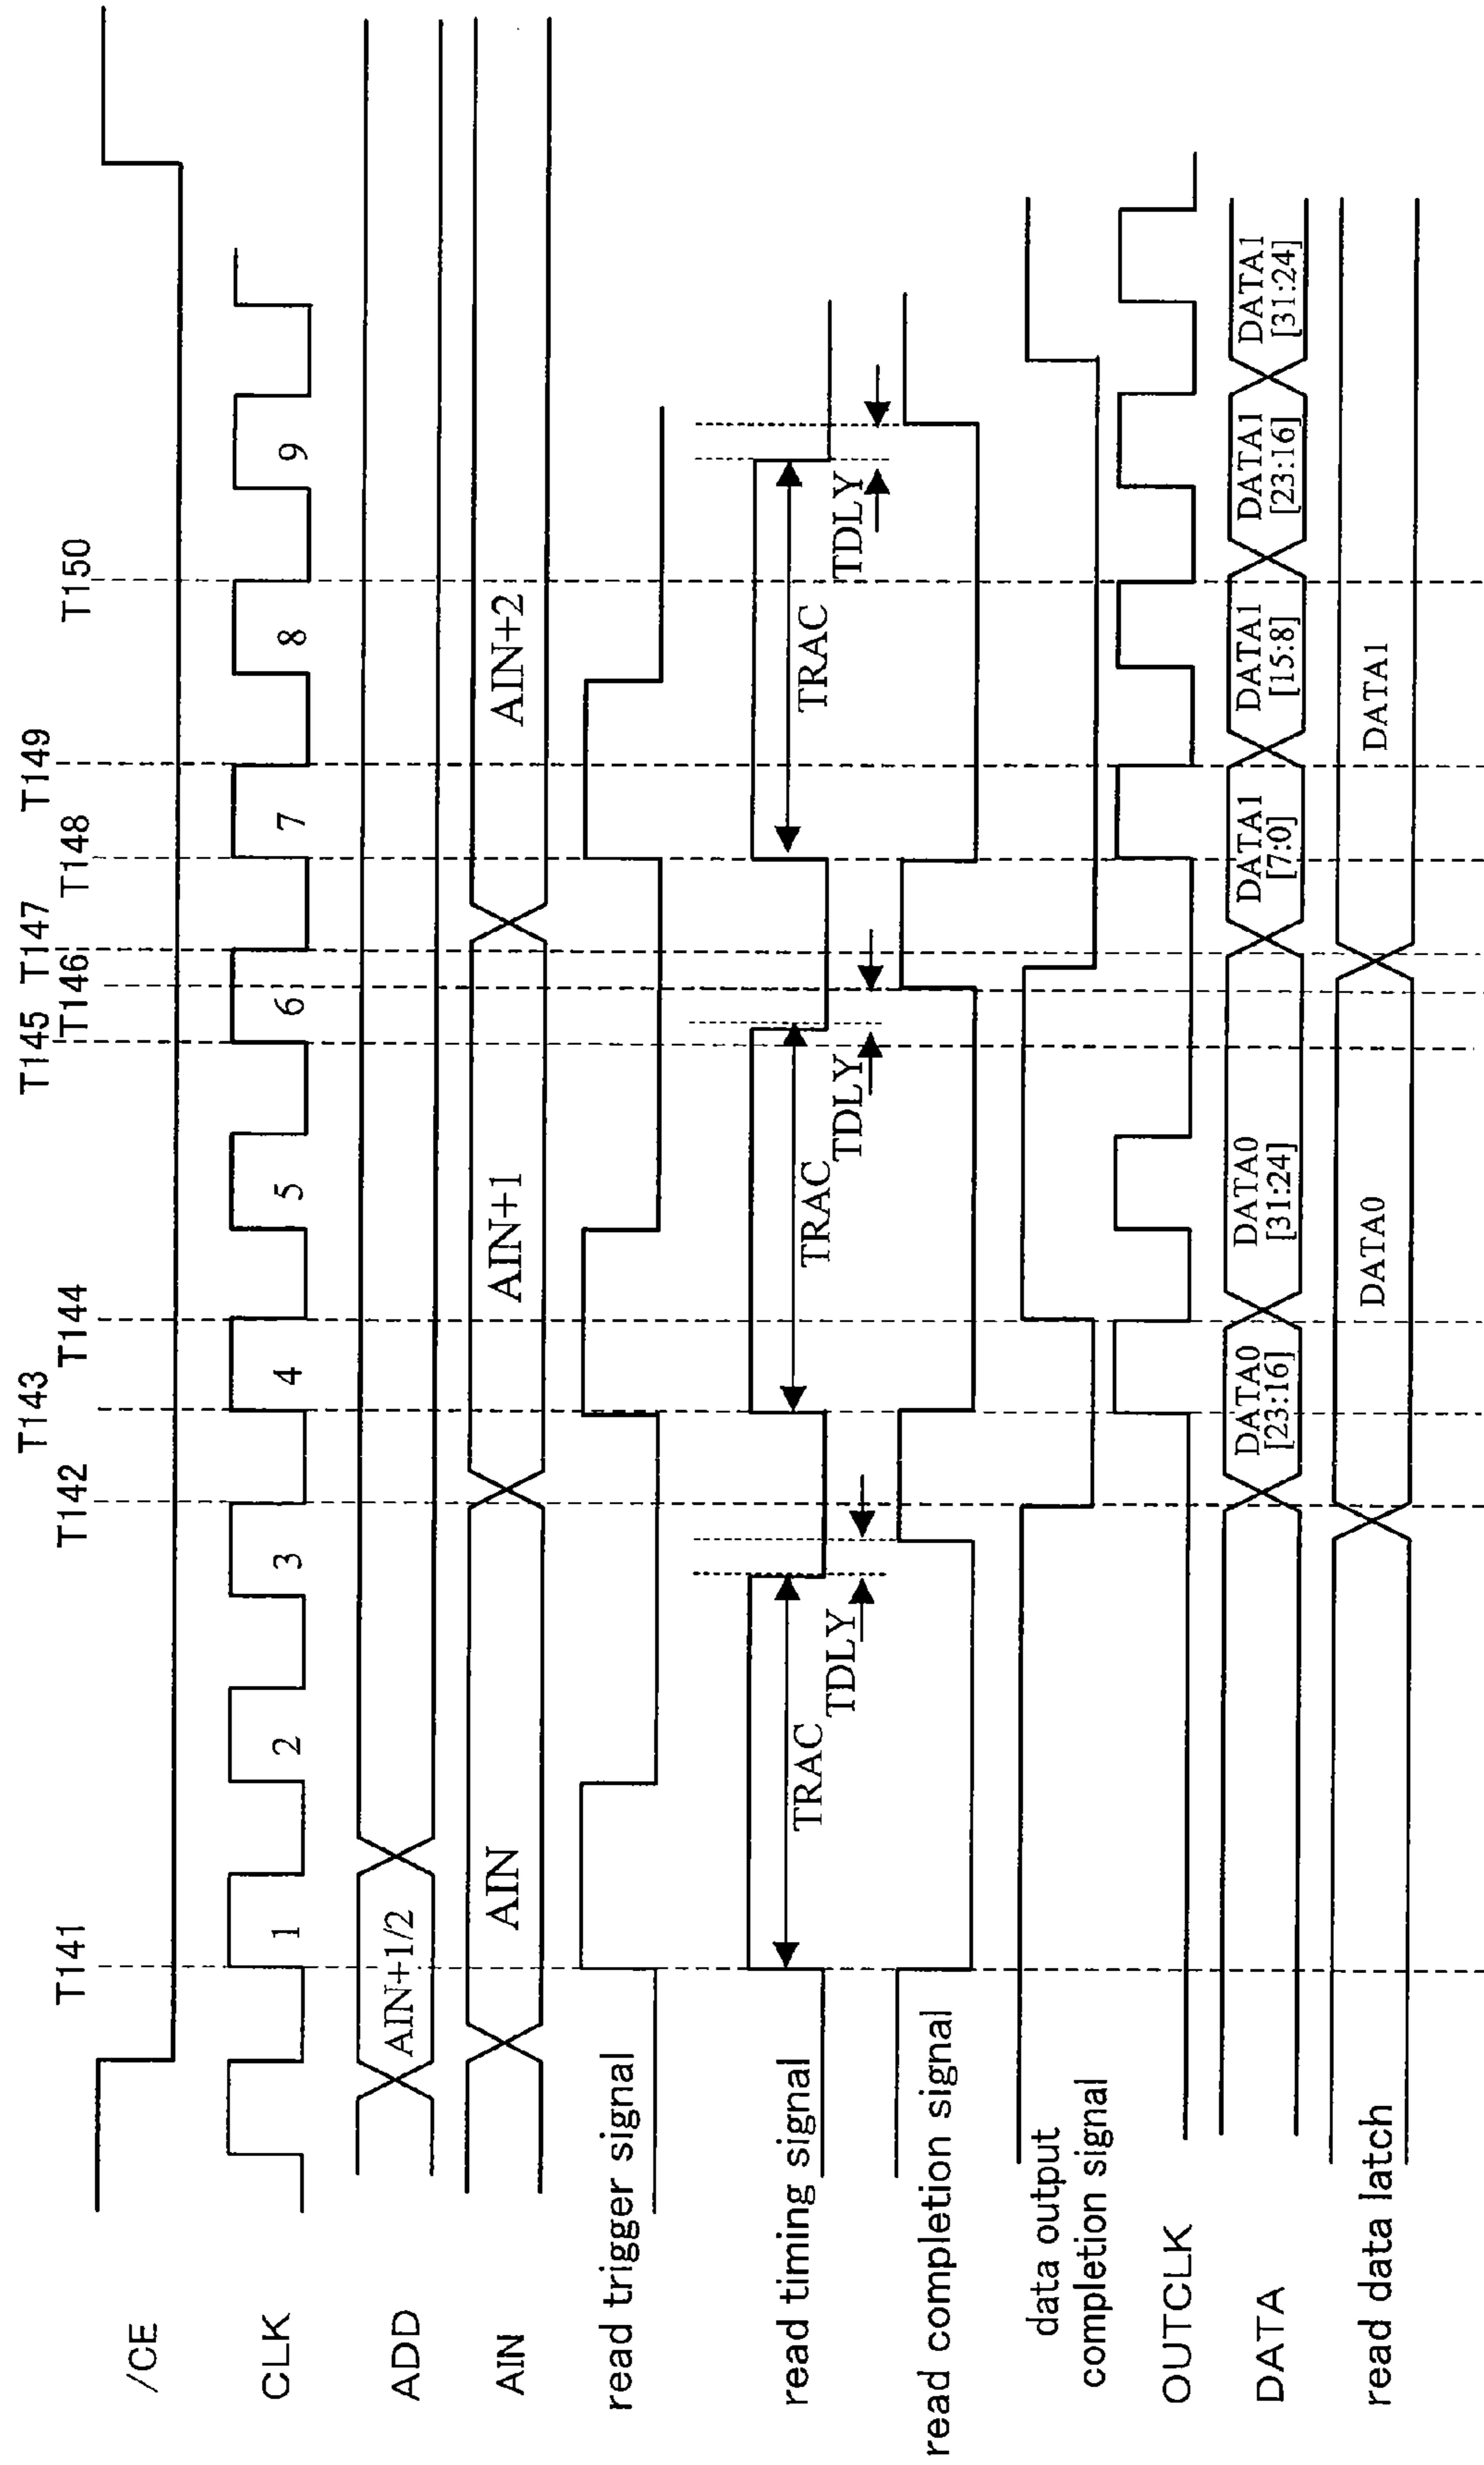 T141
T142
T143
T144
T145
T146
T147
T148
T149
T150
/CE
CLK
1
2
3
4
5
6
7
8
9
ADD
AIN+1/2
AIN
AIN
AIN+1
AIN+2
read trigger signal
read timing signal
TRAC
TDLY
TRAC
TDLY
TRAC
TDLY
read completion signal
data output
completion signal
OUTCLK
DATA
DATA0
[23:16]
DATA0
[31:24]
DATA1
[7:0]
DATA1
[15:8]
DATA1
[23:16]
DATA1
[31:24]
read data latch
DATA0
DATA1